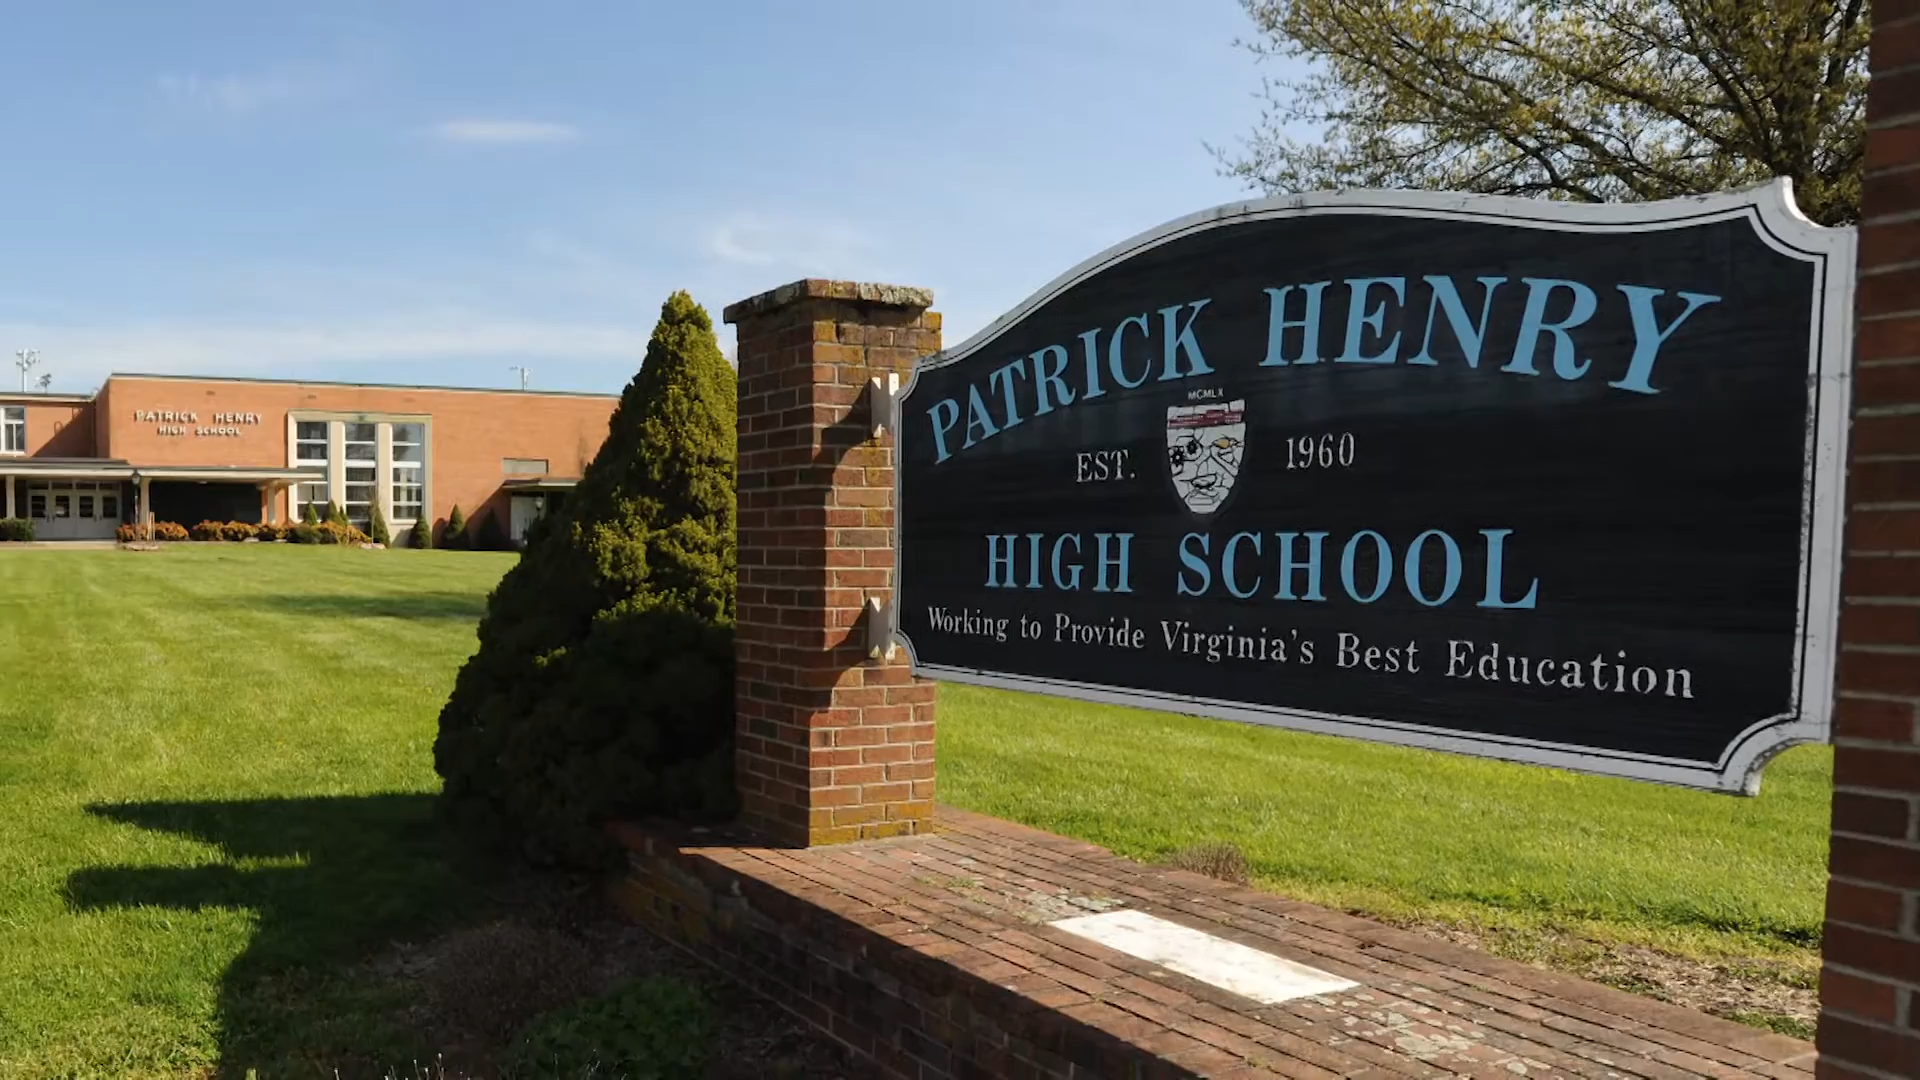 PATRICK HENRY
HIGH SCHOOL
PATRICK HENRY
MCMLX
EST. 1960
HIGH SCHOOL
Working to Provide Virginia's Best Education